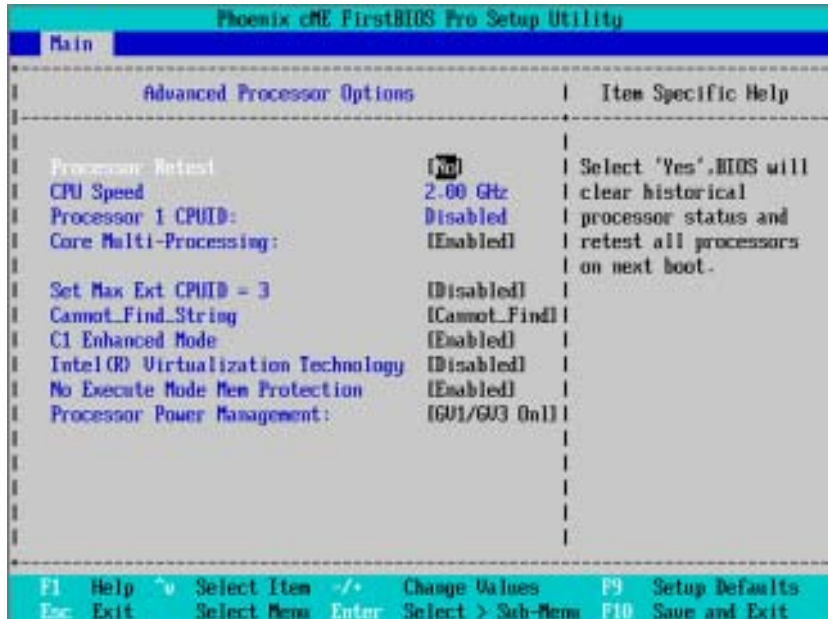 Phoenix cME FirstBIOS Pro Setup Utility
Main
Advanced Processor Options
Item Specific Help
Processor Retest [No]
CPU Speed 2.00 GHz
Processor 1 CPUID: Disabled
Core Multi-Processing: [Enabled]
Set Max Ext CPUID = 3 [Disabled]
Cannot_Find_String [Cannot_Find]
C1 Enhanced Mode [Enabled]
Intel(R) Virtualization Technology [Disabled]
No Execute Mode Mem Protection [Enabled]
Processor Power Management: [GV1/GV3 Onl]
Select 'Yes',BIOS will
clear historical
processor status and
retest all processors
on next boot.
F1 Help ^v Select Item -/+ Change Values F9 Setup Defaults
Esc Exit Select Menu Enter Select > Sub-Menu F10 Save and Exit